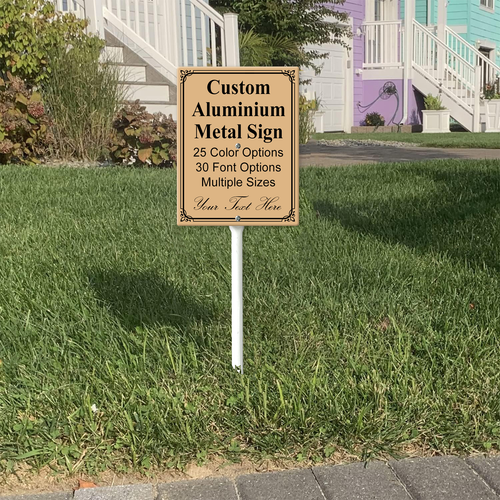 Custom
Aluminium
Metal Sign
25 Color Options
30 Font Options
Multiple Sizes
Your Text Here